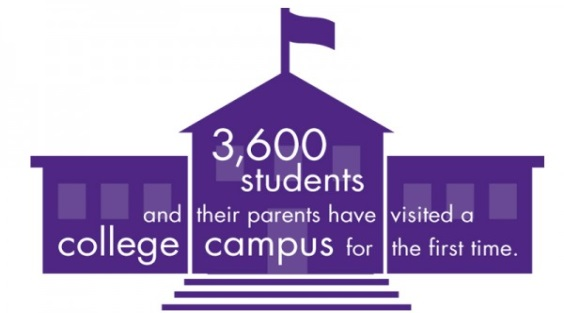 3,600
students
and their parents have visited a
college campus for the first time.